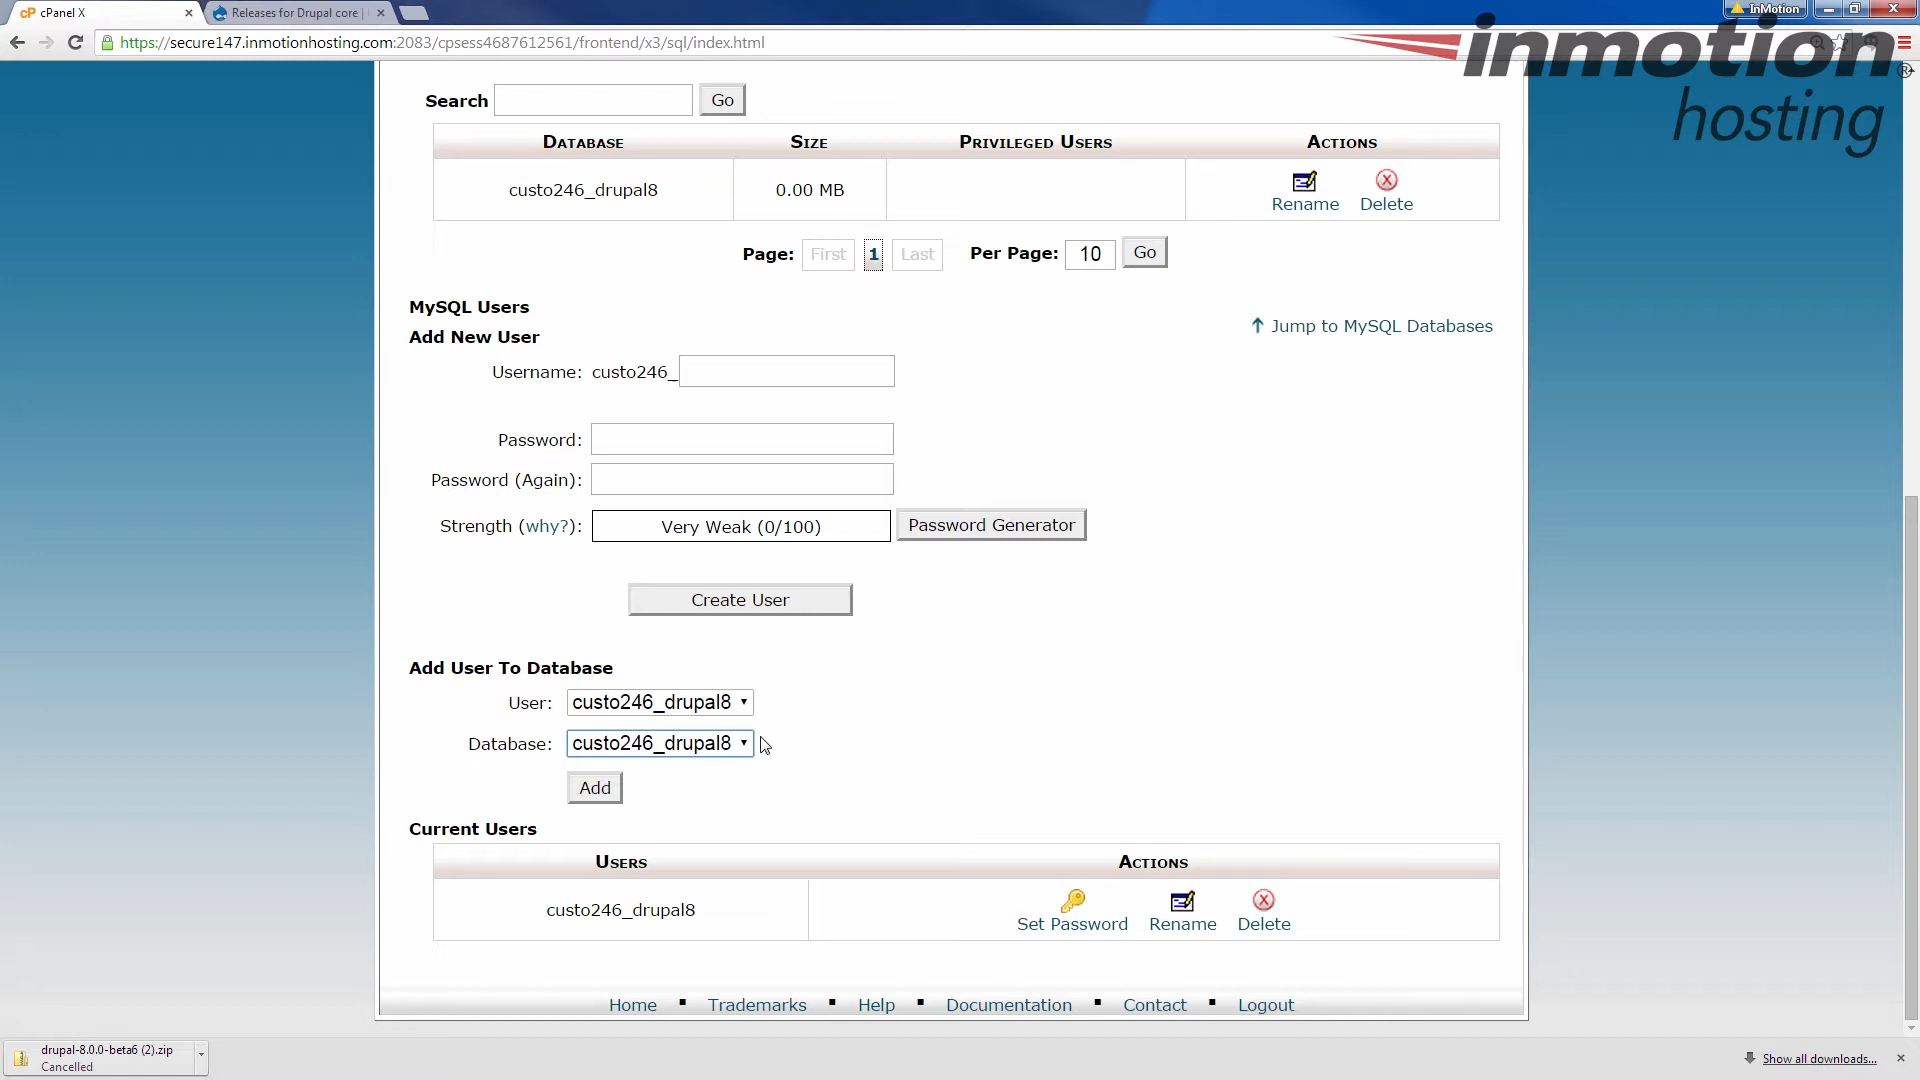 cP cPanel X
Releases for Drupal core |
InMotion
https://secure147.inmotionhosting.com:2083/cpsess4687612561/frontend/x3/sql/index.html
inmotion
hosting
Search Go
Database Size Privileged Users Actions
custo246_drupal8 0.00 MB
Rename Delete
Page: First 1 Last Per Page: 10 Go
MySQL Users
Add New User
Jump to MySQL Databases
Username: custo246_
Password:
Password (Again):
Strength (why?): Very Weak (0/100) Password Generator
Create User
Add User To Database
User: custo246_drupal8
Database: custo246_drupal8
Add
Current Users
Users Actions
custo246_drupal8
Set Password Rename Delete
Home ▪ Trademarks ▪ Help ▪ Documentation ▪ Contact ▪ Logout
drupal-8.0.0-beta6 (2).zip
Cancelled
Show all downloads...